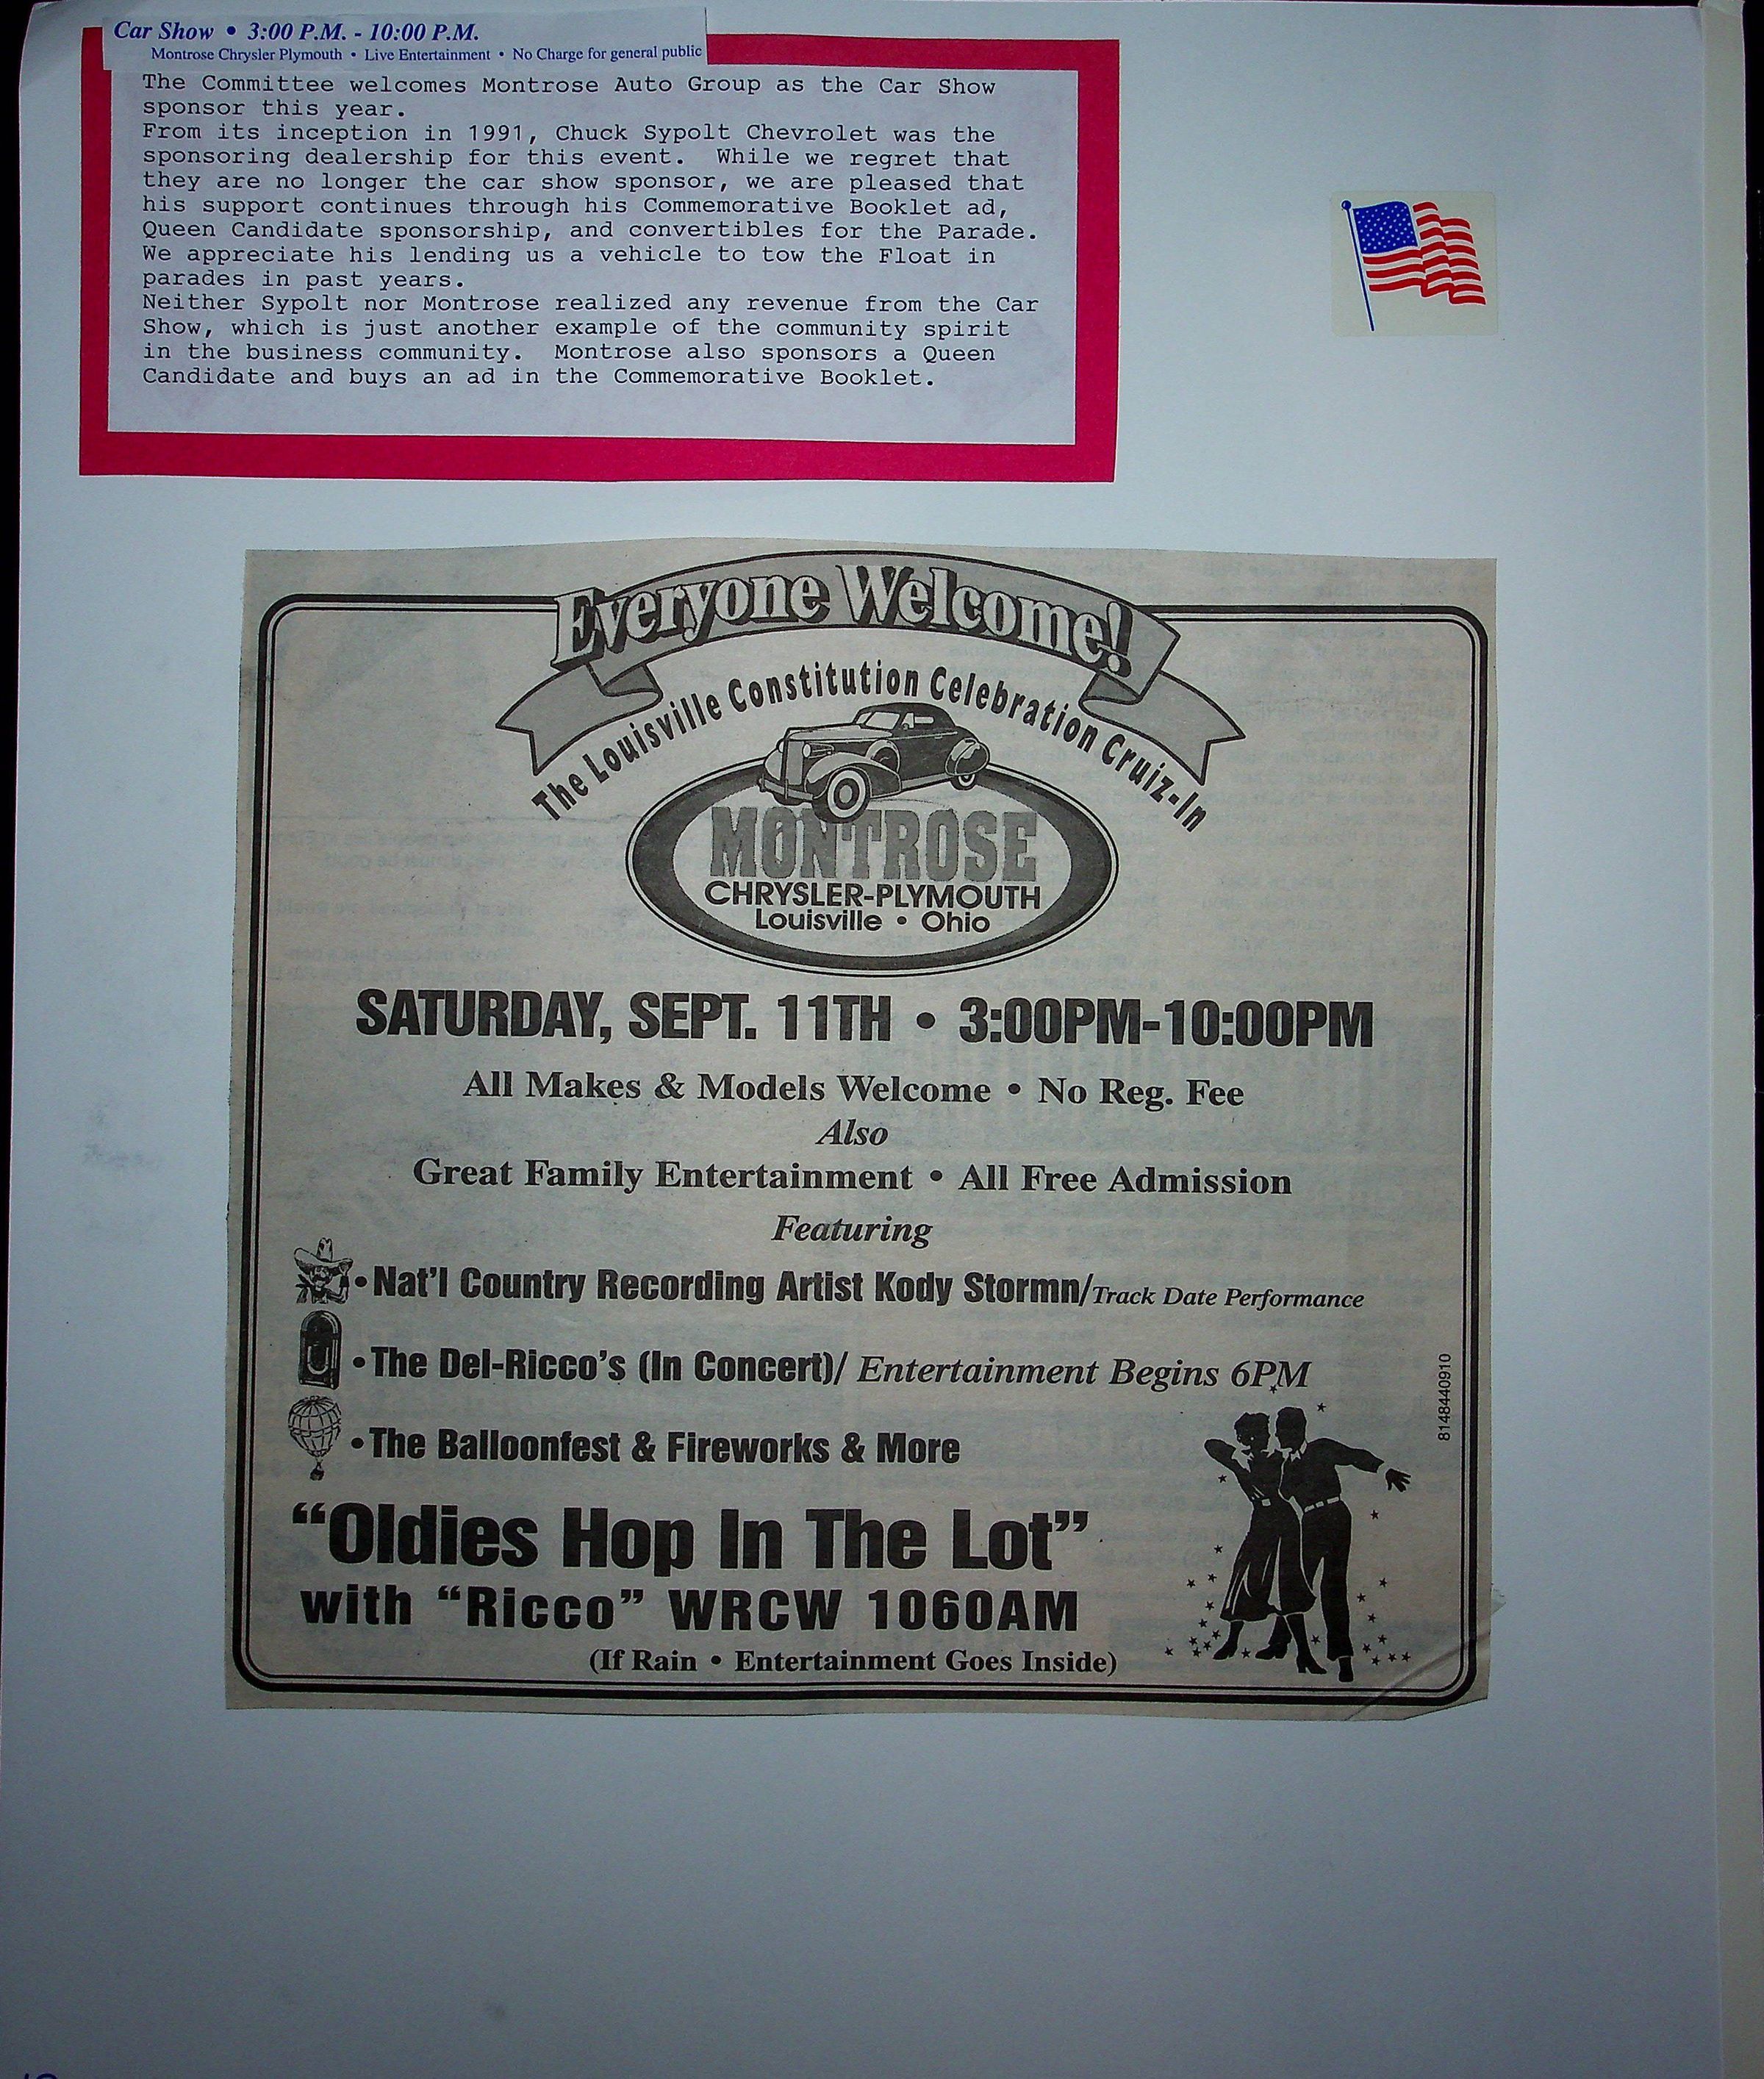 Car Show • 3:00 P.M. - 10:00 P.M.
Montrose Chrysler Plymouth • Live Entertainment • No Charge for general public
The Committee welcomes Montrose Auto Group as the Car Show
sponsor this year.
From its inception in 1991, Chuck Sypolt Chevrolet was the
sponsoring dealership for this event.  While we regret that
they are no longer the car show sponsor, we are pleased that
his support continues through his Commemorative Booklet ad,
Queen Candidate sponsorship, and convertibles for the Parade.
We appreciate his lending us a vehicle to tow the Float in
parades in past years.
Neither Sypolt nor Montrose realized any revenue from the Car
Show, which is just another example of the community spirit
in the business community.  Montrose also sponsors a Queen
Candidate and buys an ad in the Commemorative Booklet.
Everyone Welcome!
The Louisville Constitution Celebration Cruiz-In
MONTROSE
CHRYSLER-PLYMOUTH
Louisville • Ohio
SATURDAY, SEPT. 11TH • 3:00PM-10:00PM
All Makes & Models Welcome • No Reg. Fee
Also
Great Family Entertainment • All Free Admission
Featuring
• Nat'l Country Recording Artist Kody Stormn/Track Date Performance
• The Del-Ricco's (In Concert)/ Entertainment Begins 6PM
• The Balloonfest & Fireworks & More
8148440910
"Oldies Hop In The Lot"
with "Ricco" WRCW 1060AM
(If Rain • Entertainment Goes Inside)